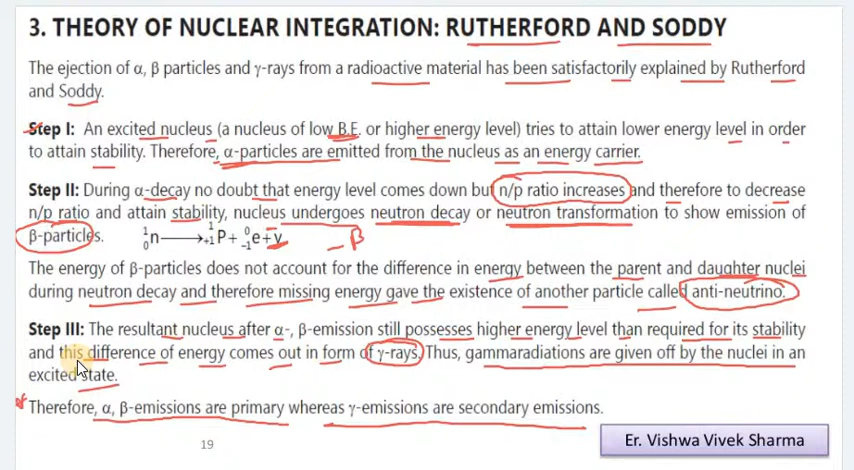 3. THEORY OF NUCLEAR INTEGRATION: RUTHERFORD AND SODDY
The ejection of α, β particles and γ-rays from a radioactive material has been satisfactorily explained by Rutherford
and Soddy.
Step I: An excited nucleus (a nucleus of low B.E. or higher energy level) tries to attain lower energy level in order
to attain stability. Therefore, α-particles are emitted from the nucleus as an energy carrier.
Step II: During α-decay no doubt that energy level comes down but n/p ratio increases and therefore to decrease
n/p ratio and attain stability, nucleus undergoes neutron decay or neutron transformation to show emission of
β-particles. ¹₀n ⟶ ¹₊₁P + ⁰₋₁e + v̄ – β
The energy of β-particles does not account for the difference in energy between the parent and daughter nuclei
during neutron decay and therefore missing energy gave the existence of another particle called anti-neutrino.
Step III: The resultant nucleus after α-, β-emission still possesses higher energy level than required for its stability
and this difference of energy comes out in form of γ-rays. Thus, gammaradiations are given off by the nuclei in an
excited state.
Therefore, α, β-emissions are primary whereas γ-emissions are secondary emissions.
19
Er. Vishwa Vivek Sharma